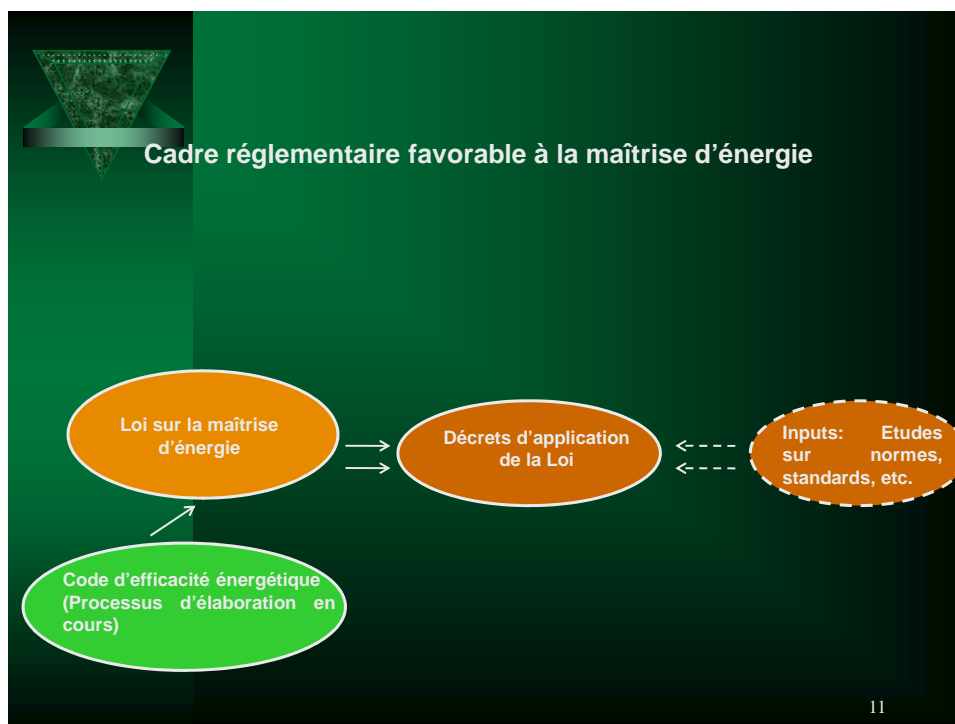 Cadre réglementaire favorable à la maîtrise d’énergie
Loi sur la maîtrise
d’énergie
Décrets d’application
de la Loi
Inputs: Etudes
sur normes,
standards, etc.
Code d’efficacité énergétique
(Processus d’élaboration en
cours)
11